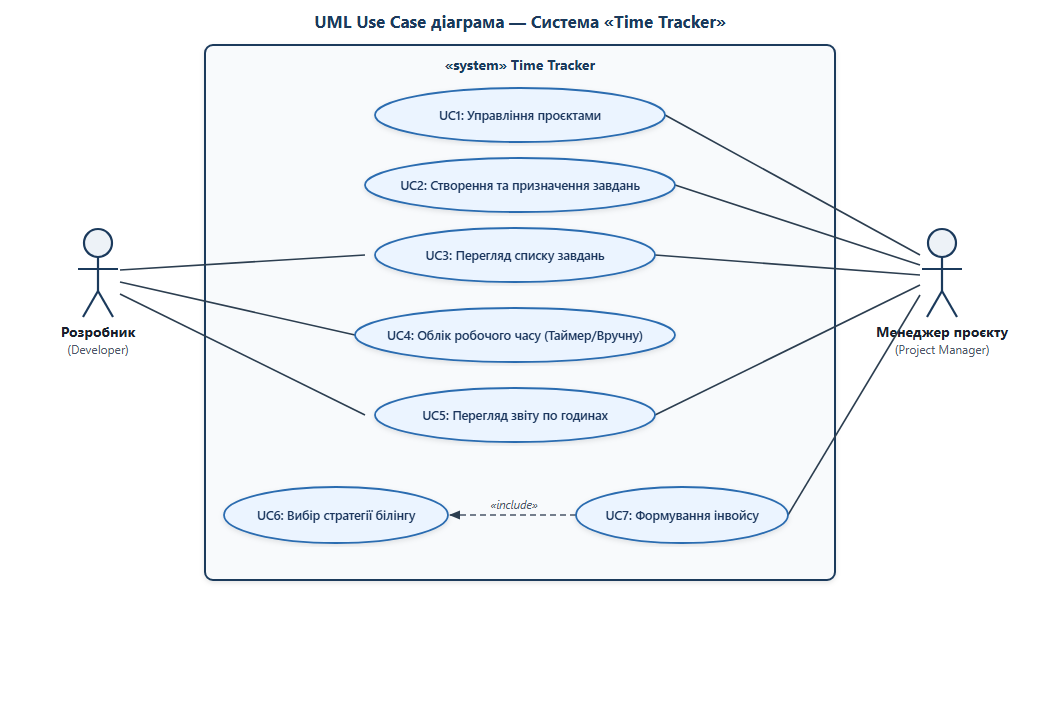 UML Use Case діаграма — Система «Time Tracker»
«system» Time Tracker
UC1: Управління проєктами
UC2: Створення та призначення завдань
UC3: Перегляд списку завдань
UC4: Облік робочого часу (Таймер/Вручну)
UC5: Перегляд звіту по годинах
UC6: Вибір стратегії білінгу
«include»
UC7: Формування інвойсу
Розробник
(Developer)
Менеджер проєкту
(Project Manager)